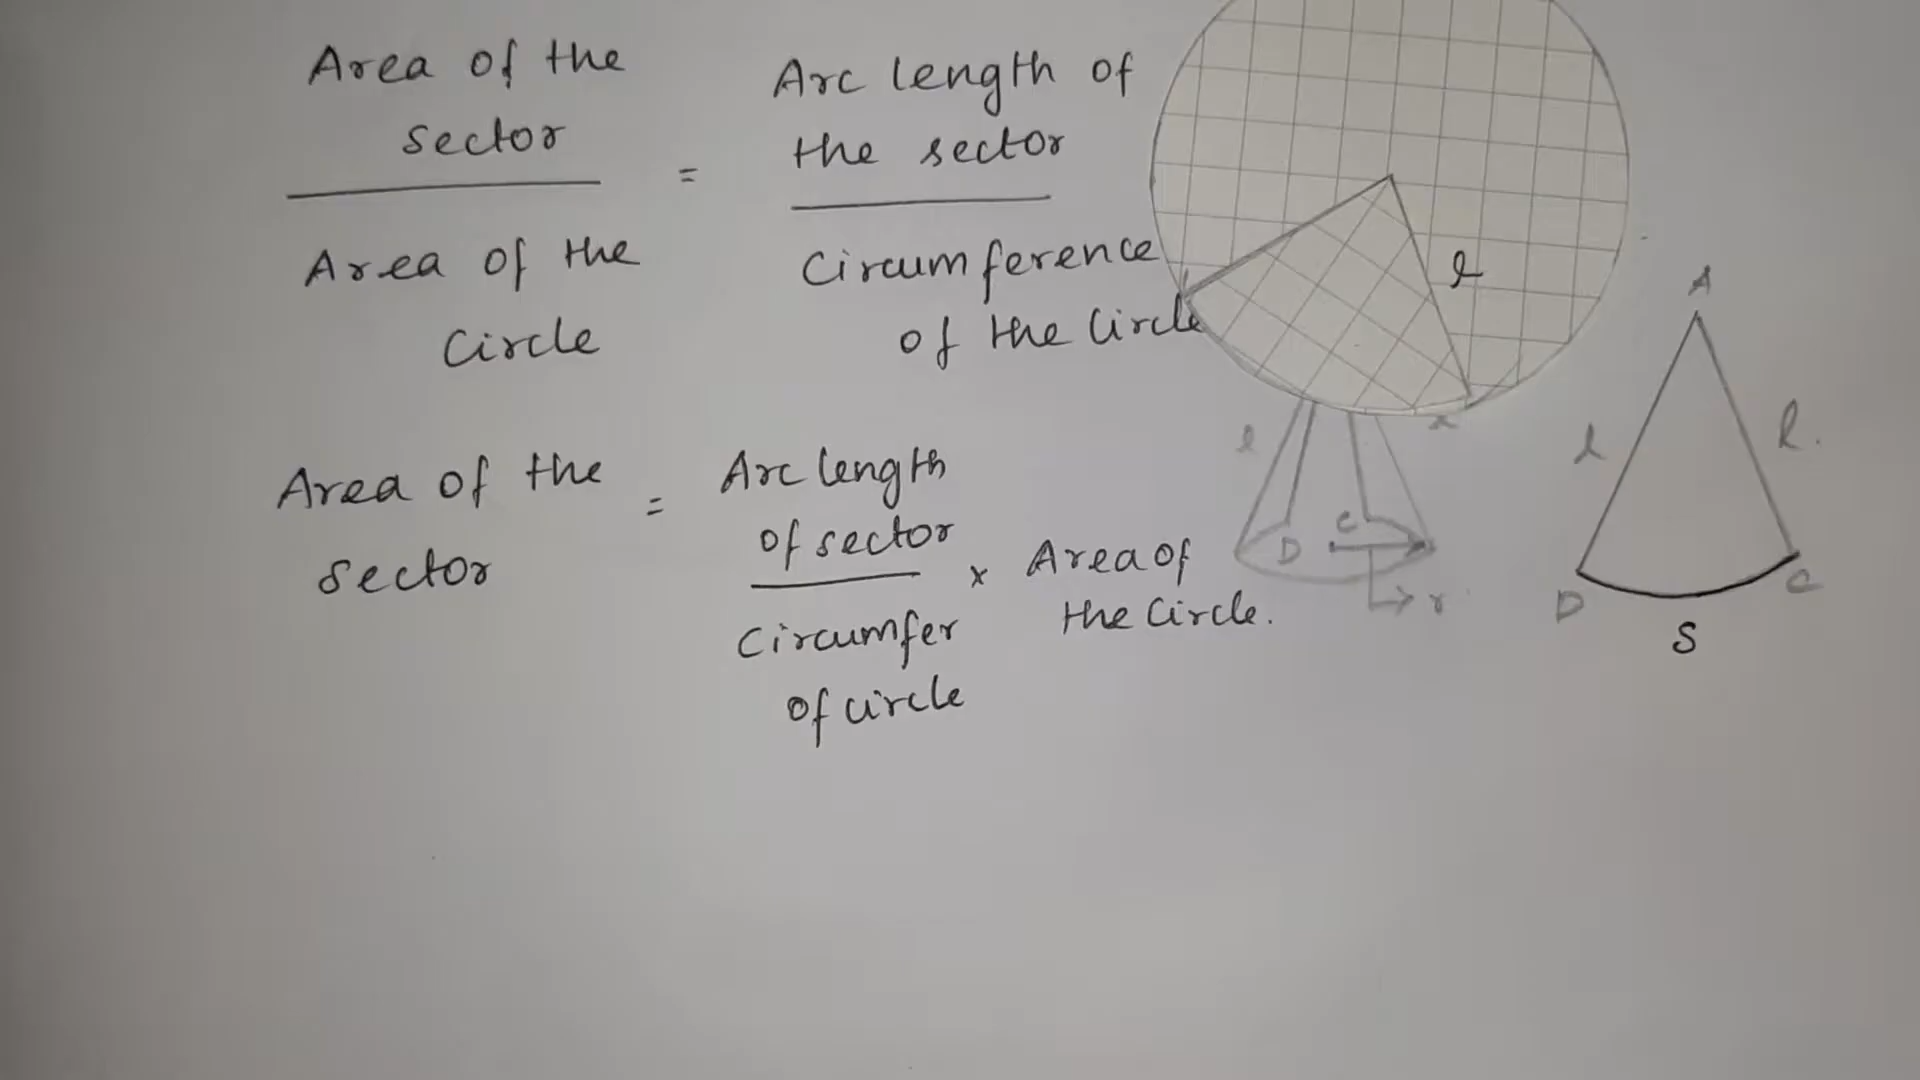 Area of the
sector
=
Arc length of
the sector
Area of the
Circle
Circumference
of the Circle
l
Area of the
sector
=
Arc length
of sector
Circumfer
of circle
x
Area of
the Circle.
l
C
D
r
A
l
l.
D
C
S